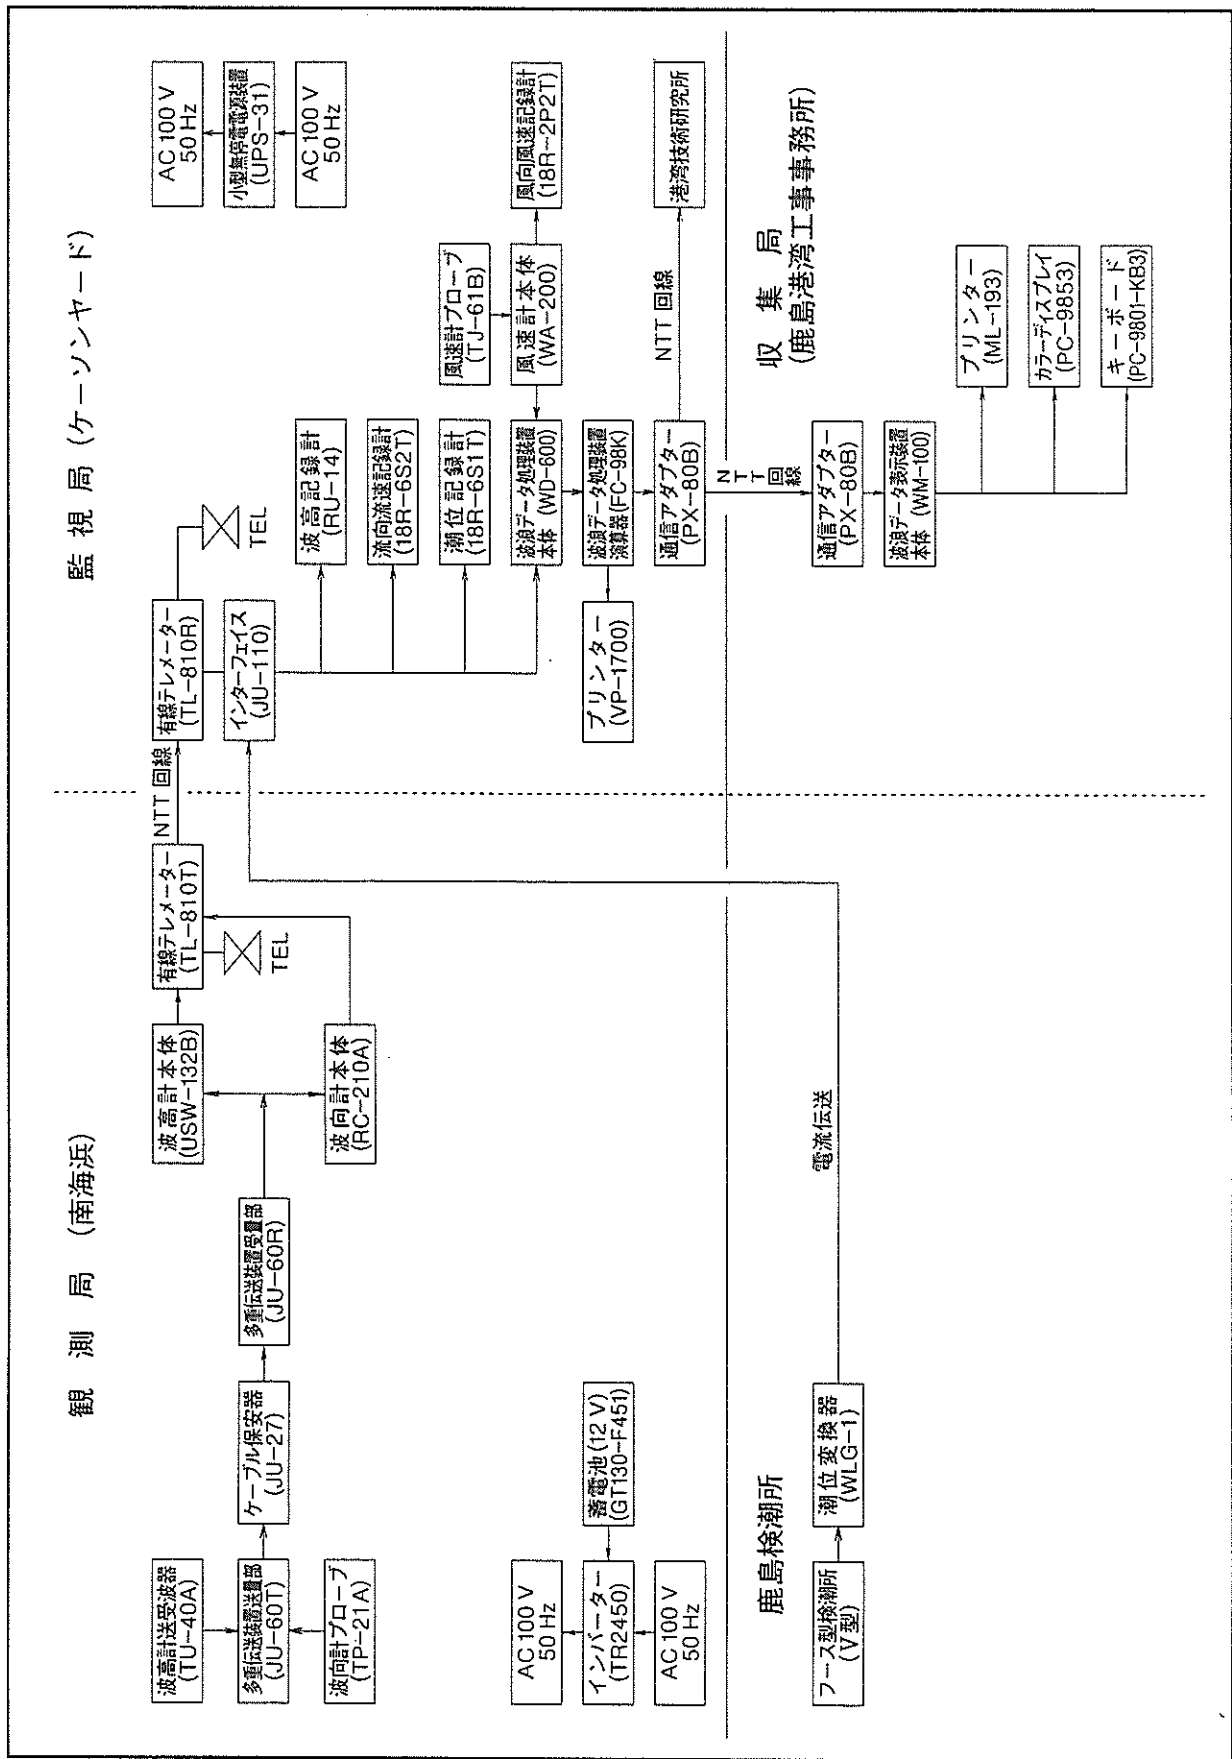 観測局 (南海浜)
波高計送受波器
(TU-40A)
多重伝送装置送量部
(JU-60T)
波向計プローブ
(TP-21A)
ケーブル保安器
(JU-27)
多重伝送装置受量部
(JU-60R)
波高計本体
(USW-132B)
波向計本体
(RC-210A)
有線テレメーター
(TL-810T)
TEL
NTT 回線
AC 100 V
50 Hz
インバーター
(TR2450)
AC 100 V
50 Hz
蓄電池 (12 V)
(GT130-F451)
監視局 (ケーソンヤード)
有線テレメーター
(TL-810R)
TEL
インターフェイス
(JU-110)
波高記録計
(RU-14)
流向流速記録計
(18R-6S2T)
潮位記録計
(18R-6S1T)
波浪データ処理装置
本体 (WD-600)
波浪データ処理装置
演算器(FC-98K)
通信アダプター
(PX-80B)
プリンター
(VP-1700)
風速計プローブ
(TJ-61B)
風速計本体
(WA-200)
風向風速記録計
(18R-2P2T)
AC 100 V
50 Hz
小型無停電電源装置
(UPS-31)
AC 100 V
50 Hz
NTT 回線
港湾技術研究所
NTT回線
鹿島検潮所
フース型検潮所
(V型)
潮位変換器
(WLG-1)
電流伝送
収集局
(鹿島港湾工事事務所)
通信アダプター
(PX-80B)
波浪データ表示装置
本体 (WM-100)
プリンター
(ML-193)
カラーディスプレイ
(PC-9853)
キーボード
(PC-9801-KB3)